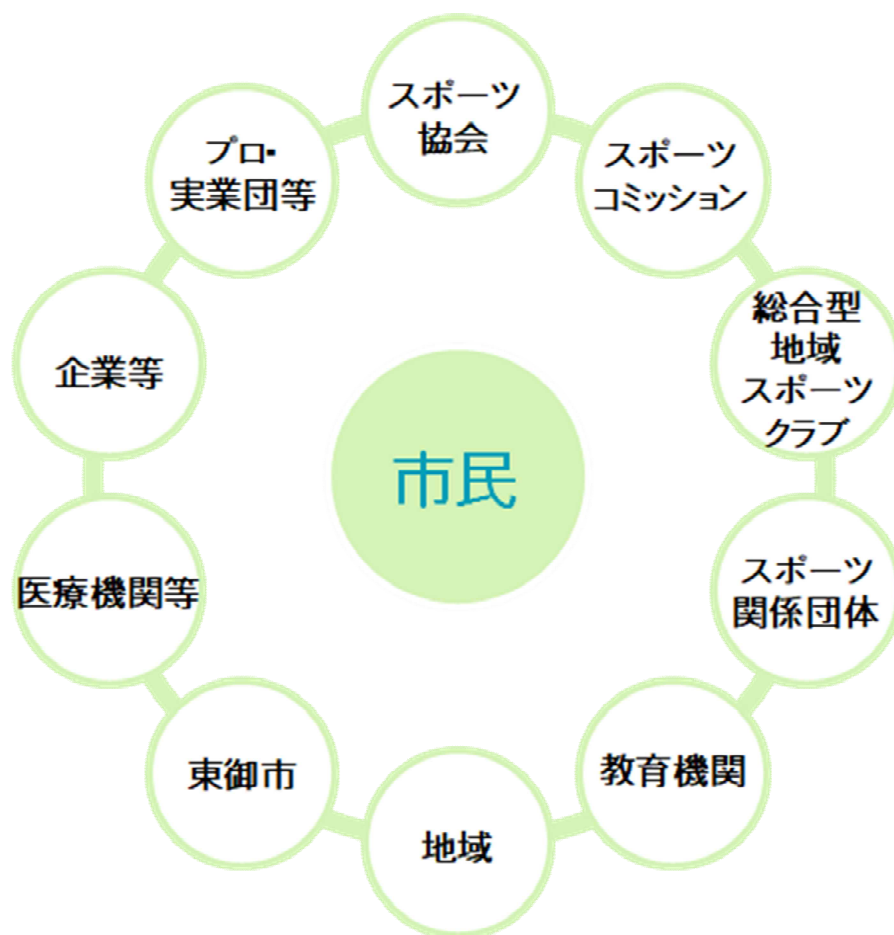 スポーツ
協会
スポーツ
コミッション
総合型
地域
スポーツ
クラブ
スポーツ
関係団体
教育機関
地域
東御市
医療機関等
企業等
プロ・
実業団等
市民